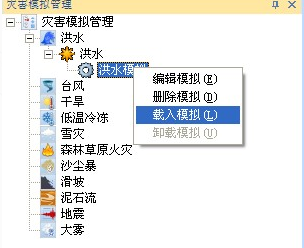 灾害模拟管理
灾害模拟管理
洪水
洪水
洪水模
编辑模拟(E)
台风
删除模拟(D)
干旱
载入模拟(L)
低温冷冻
卸载模拟(U)
雪灾
森林草原火灾
沙尘暴
滑坡
泥石流
地震
大雾